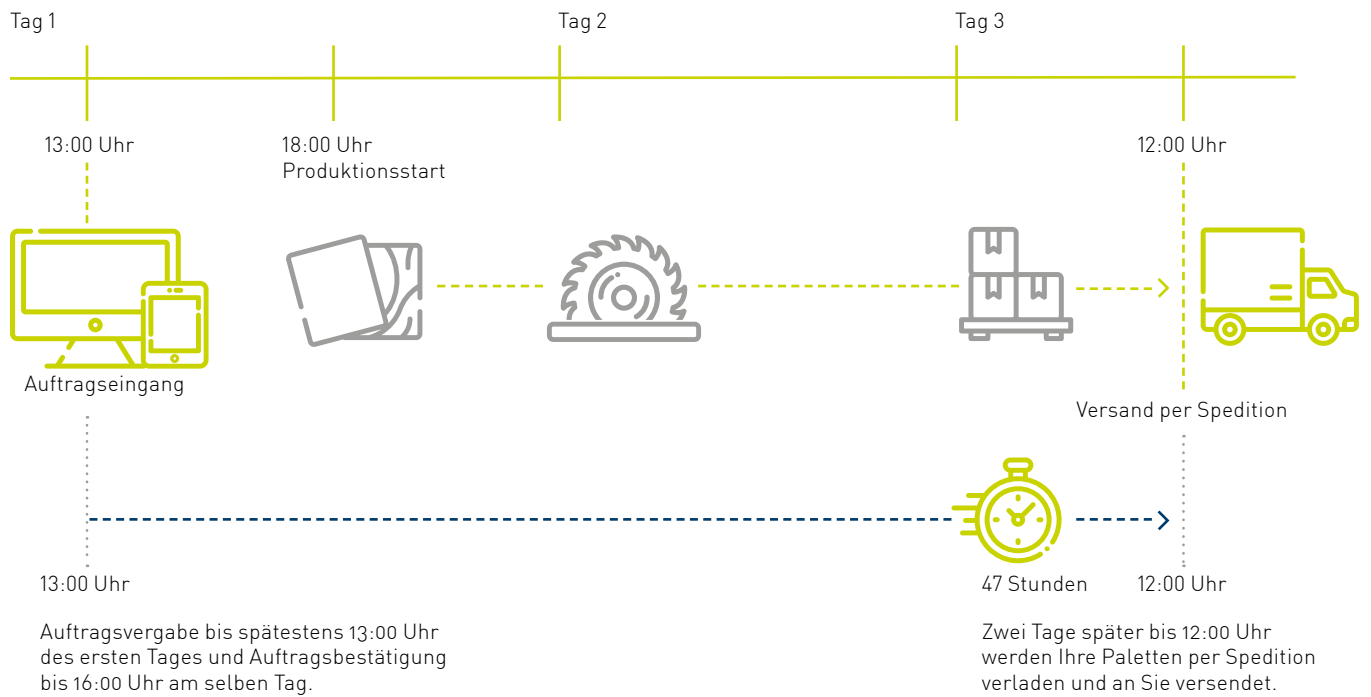 Tag 1
Tag 2
Tag 3
13:00 Uhr
18:00 Uhr
Produktionsstart
12:00 Uhr
Auftragseingang
Versand per Spedition
13:00 Uhr
47 Stunden
12:00 Uhr
Auftragsvergabe bis spätestens 13:00 Uhr
des ersten Tages und Auftragsbestätigung
bis 16:00 Uhr am selben Tag.
Zwei Tage später bis 12:00 Uhr
werden Ihre Paletten per Spedition
verladen und an Sie versendet.